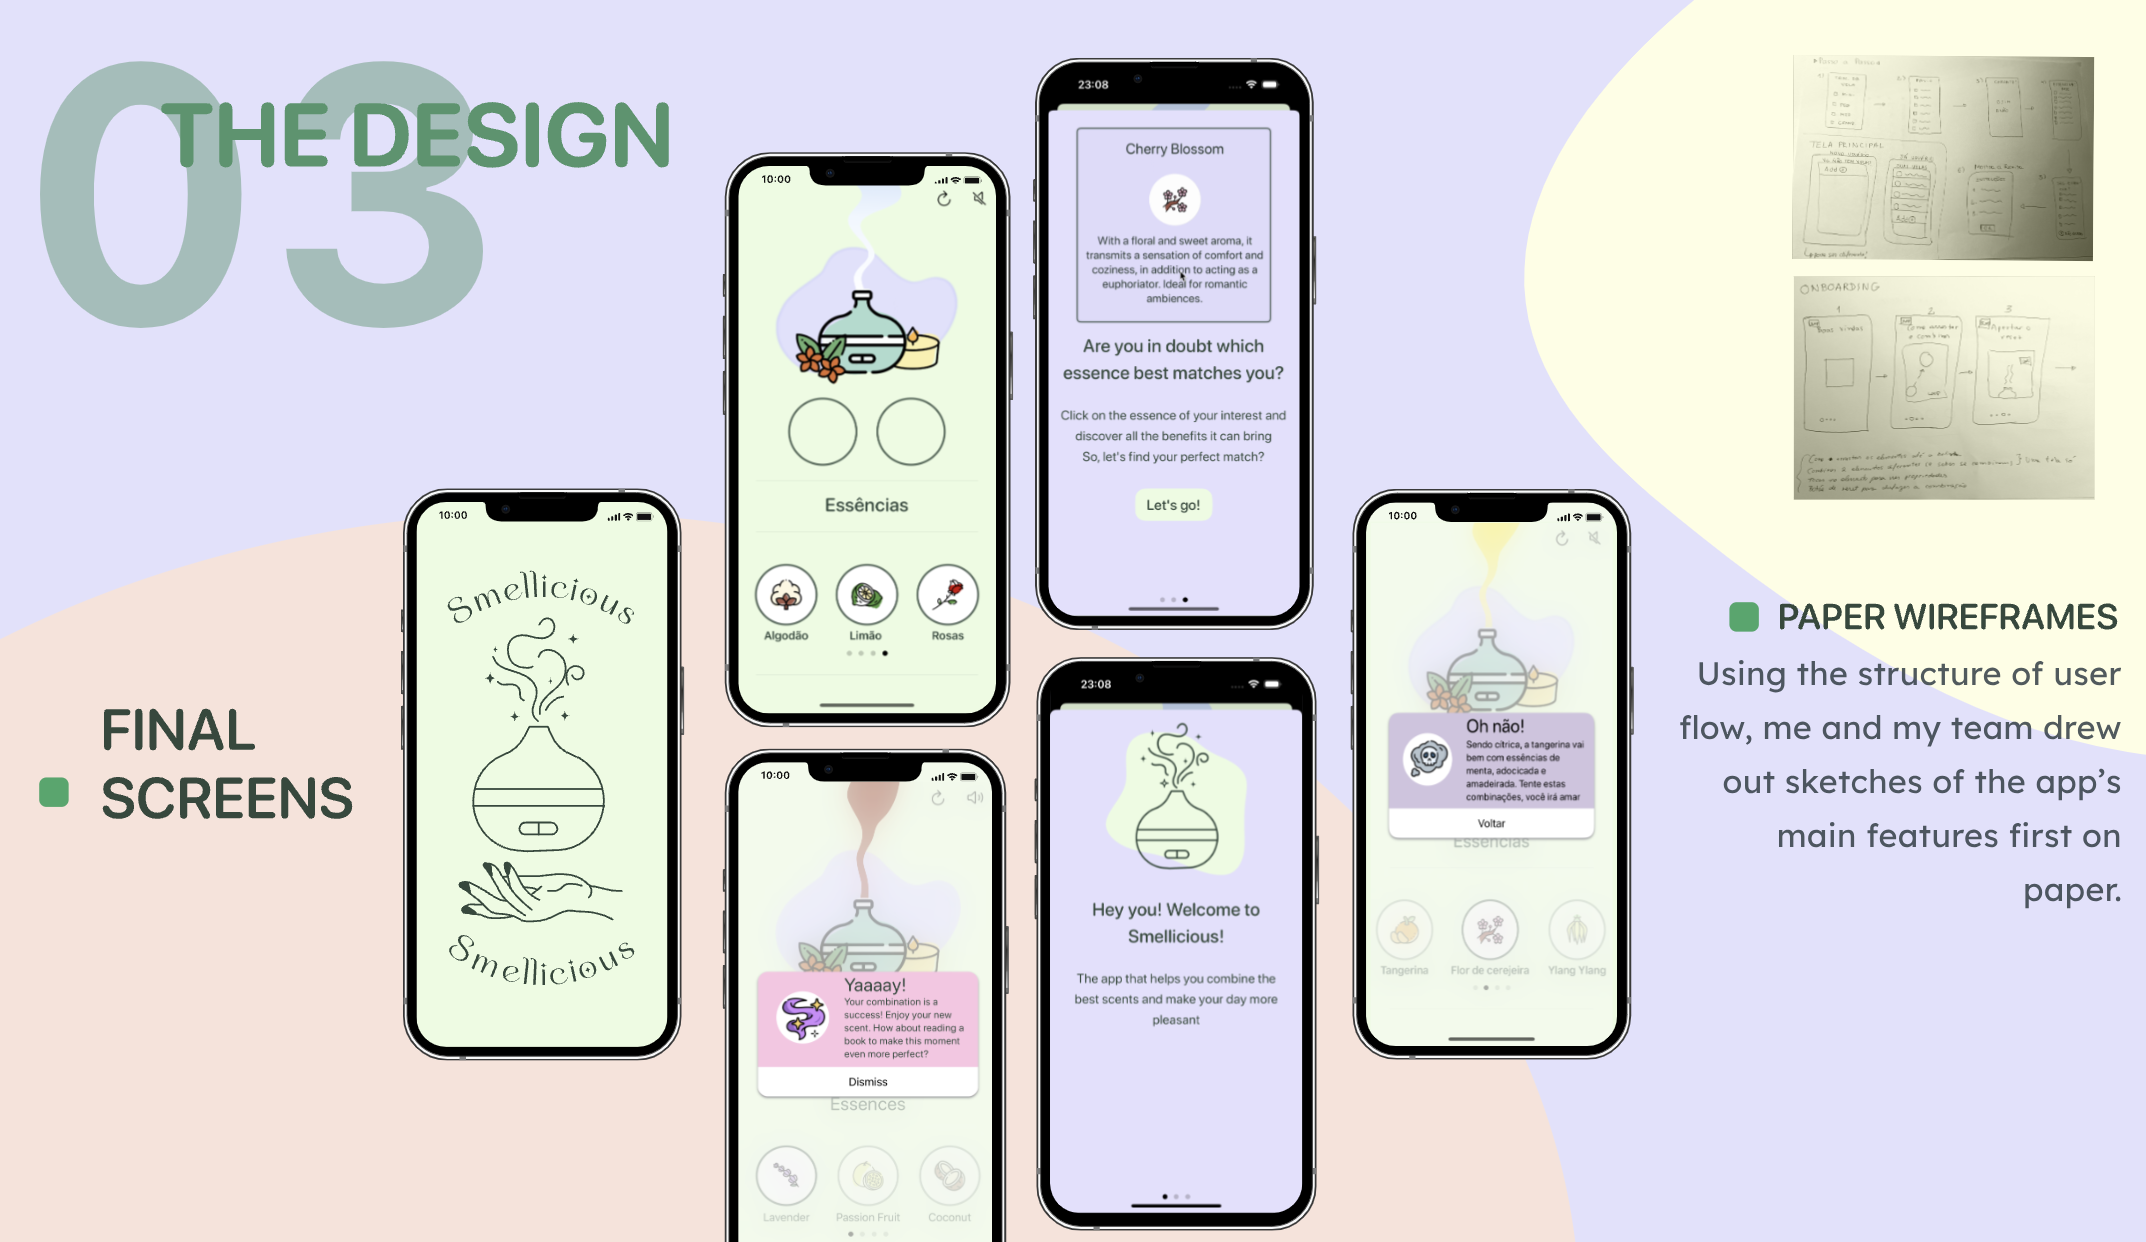 03
THE DESIGN
FINAL
SCREENS
10:00
Smellicious
Smellicious
10:00
Essências
Algodão
Limão
Rosas
10:00
Yaaaay!
Your combination is a
success! Enjoy your new
scent. How about reading a
book to make this moment
even more perfect?
Dismiss
Essences
Lavender
Passion Fruit
Coconut
23:08
Cherry Blossom
With a floral and sweet aroma, it
transmits a sensation of comfort and
coziness, in addition to acting as a
euphoriator. Ideal for romantic
ambiences.
Are you in doubt which
essence best matches you?
Click on the essence of your interest and
discover all the benefits it can bring
So, let's find your perfect match?
Let's go!
23:08
Hey you! Welcome to
Smellicious!
The app that helps you combine the
best scents and make your day more
pleasant
10:00
Oh não!
Sendo cítrica, a tangerina vai
bem com essências de
menta, adocicada e
amadeirada. Tente estas
combinações, você irá amar
Voltar
Essências
Tangerina
Flor de cerejeira
Ylang Ylang
TELA PRINCIPAL
ONBOARDING
1
2
3
PAPER WIREFRAMES
Using the structure of user
flow, me and my team drew
out sketches of the app's
main features first on
paper.